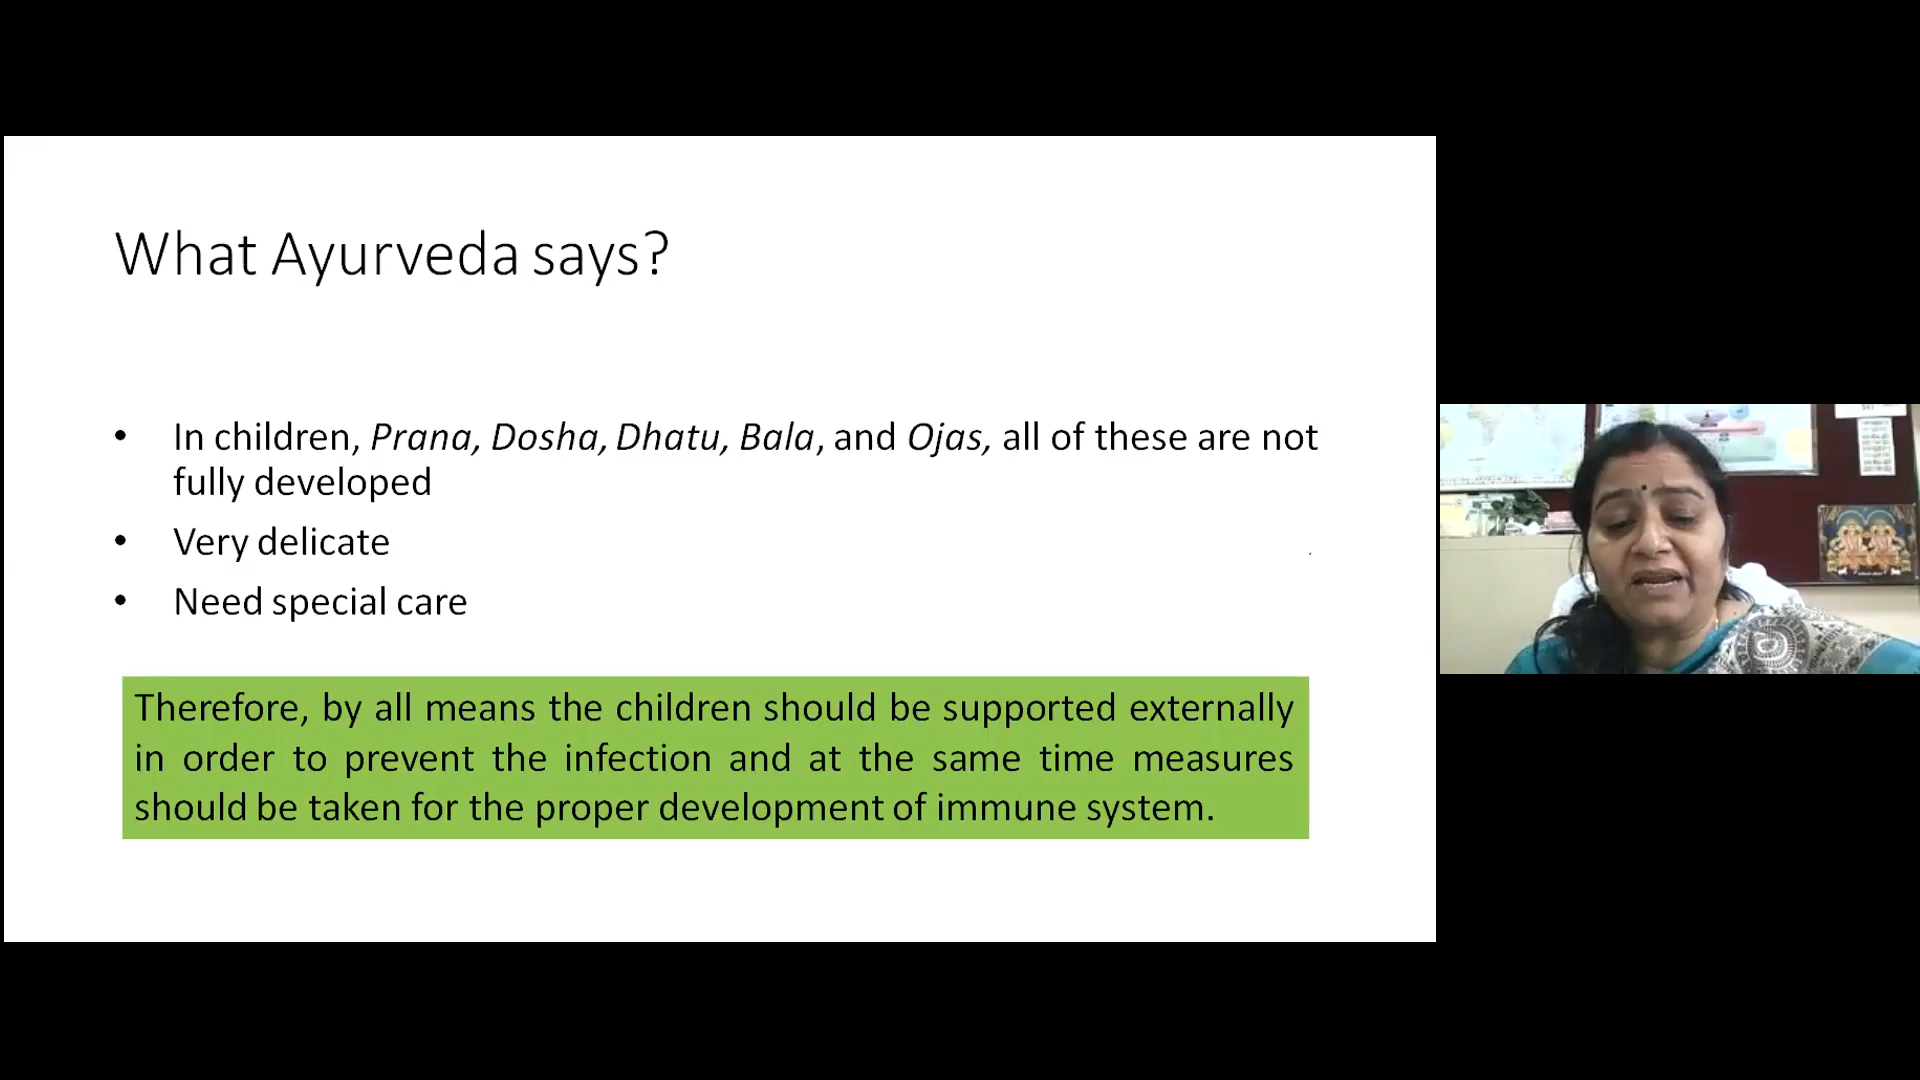 What Ayurveda says?
• In children, Prana, Dosha, Dhatu, Bala, and Ojas, all of these are not
fully developed
• Very delicate
• Need special care
Therefore, by all means the children should be supported externally
in order to prevent the infection and at the same time measures
should be taken for the proper development of immune system.